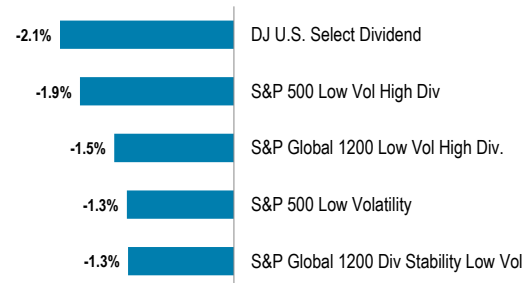 -2.1% DJ U.S. Select Dividend
-1.9% S&P 500 Low Vol High Div
-1.5% S&P Global 1200 Low Vol High Div.
-1.3% S&P 500 Low Volatility
-1.3% S&P Global 1200 Div Stability Low Vol